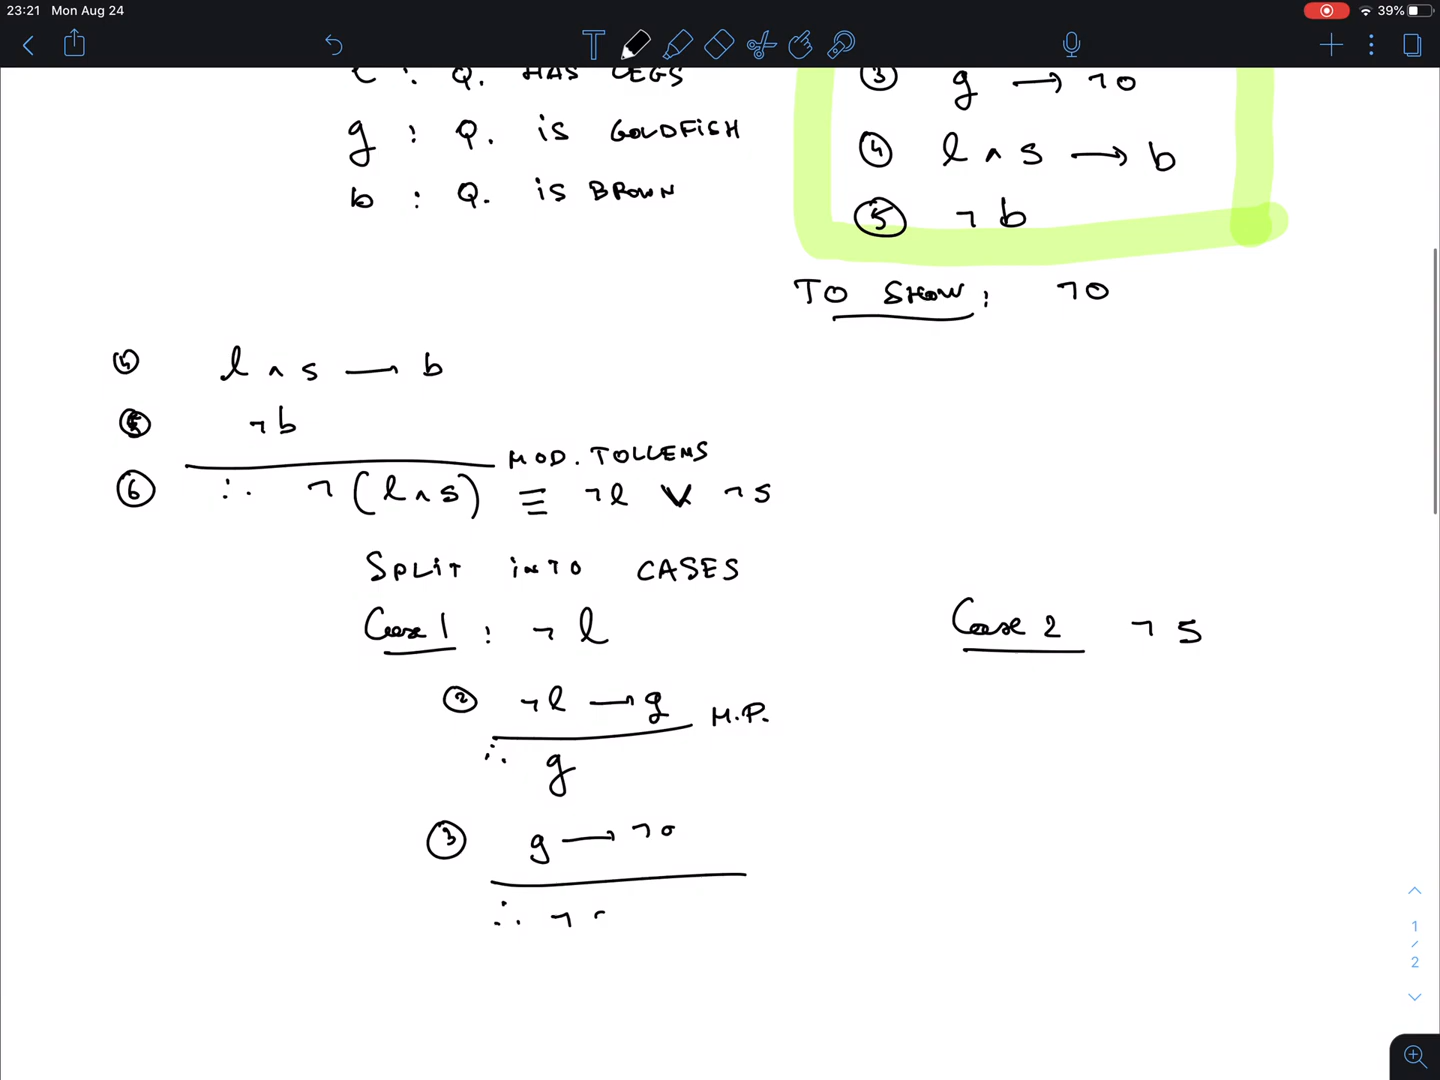 23:21 Mon Aug 24
39%
ℓ : Q. HAS LEGS
g : Q. is GOLDFiSH
b : Q. is BROWN
③ g → ¬o
④ ℓ ∧ s → b
⑤ ¬b
TO SHOW: ¬o
④ ℓ ∧ s → b
⑤ ¬b
MOD. TOLLENS
⑥ ∴ ¬(ℓ ∧ s) ≡ ¬ℓ ∨ ¬s
SPLiT iNTO CASES
Case 1 : ¬ℓ
② ¬ℓ → g M.P.
∴ g
③ g → ¬o
∴ ¬
Case 2 ¬s
1
/
2